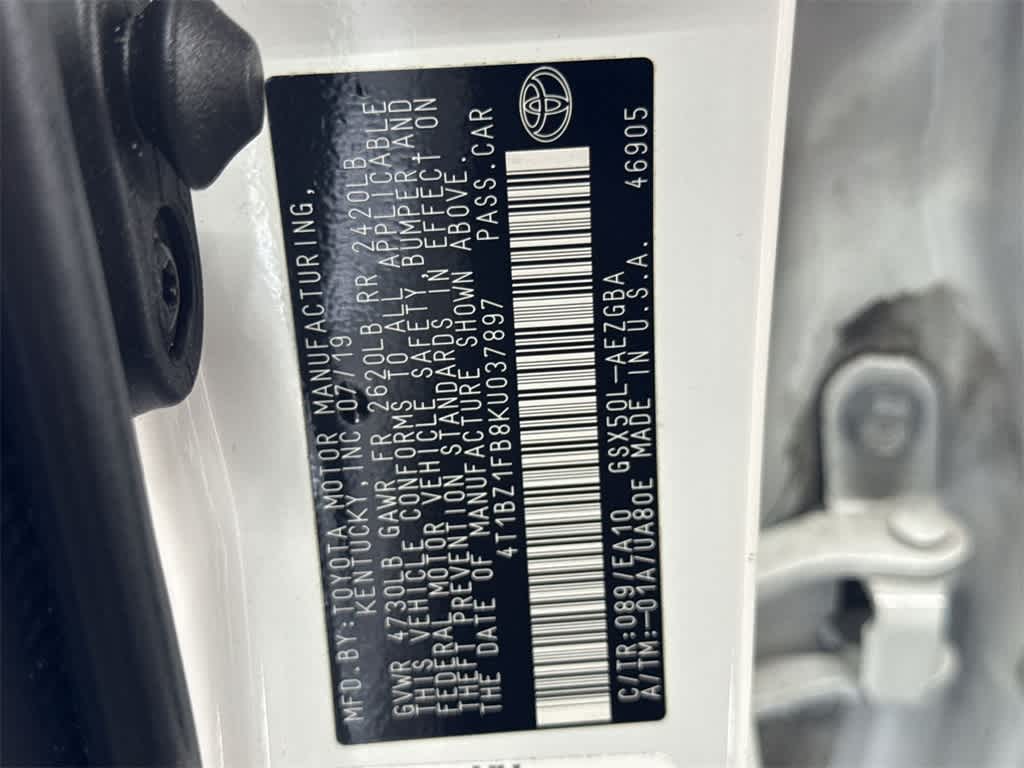 MFD.BY:TOYOTA MOTOR MANUFACTURING,
KENTUCKY,INC 07/19
GVWR 4730LB GAWR FR 2620LB RR 2420LB
THIS VEHICLE CONFORMS TO ALL APPLICABLE
FEDERAL MOTOR VEHICLE SAFETY,BUMPER,AND
THEFT PREVENTION STANDARDS IN EFFECT ON
THE DATE OF MANUFACTURE SHOWN ABOVE.
4T1BZ1FB8KU037897 PASS.CAR
C/TR:089/EA10 GSX50L-AEZGBA
A/TM:-01A/UA80E MADE IN U.S.A. 46905